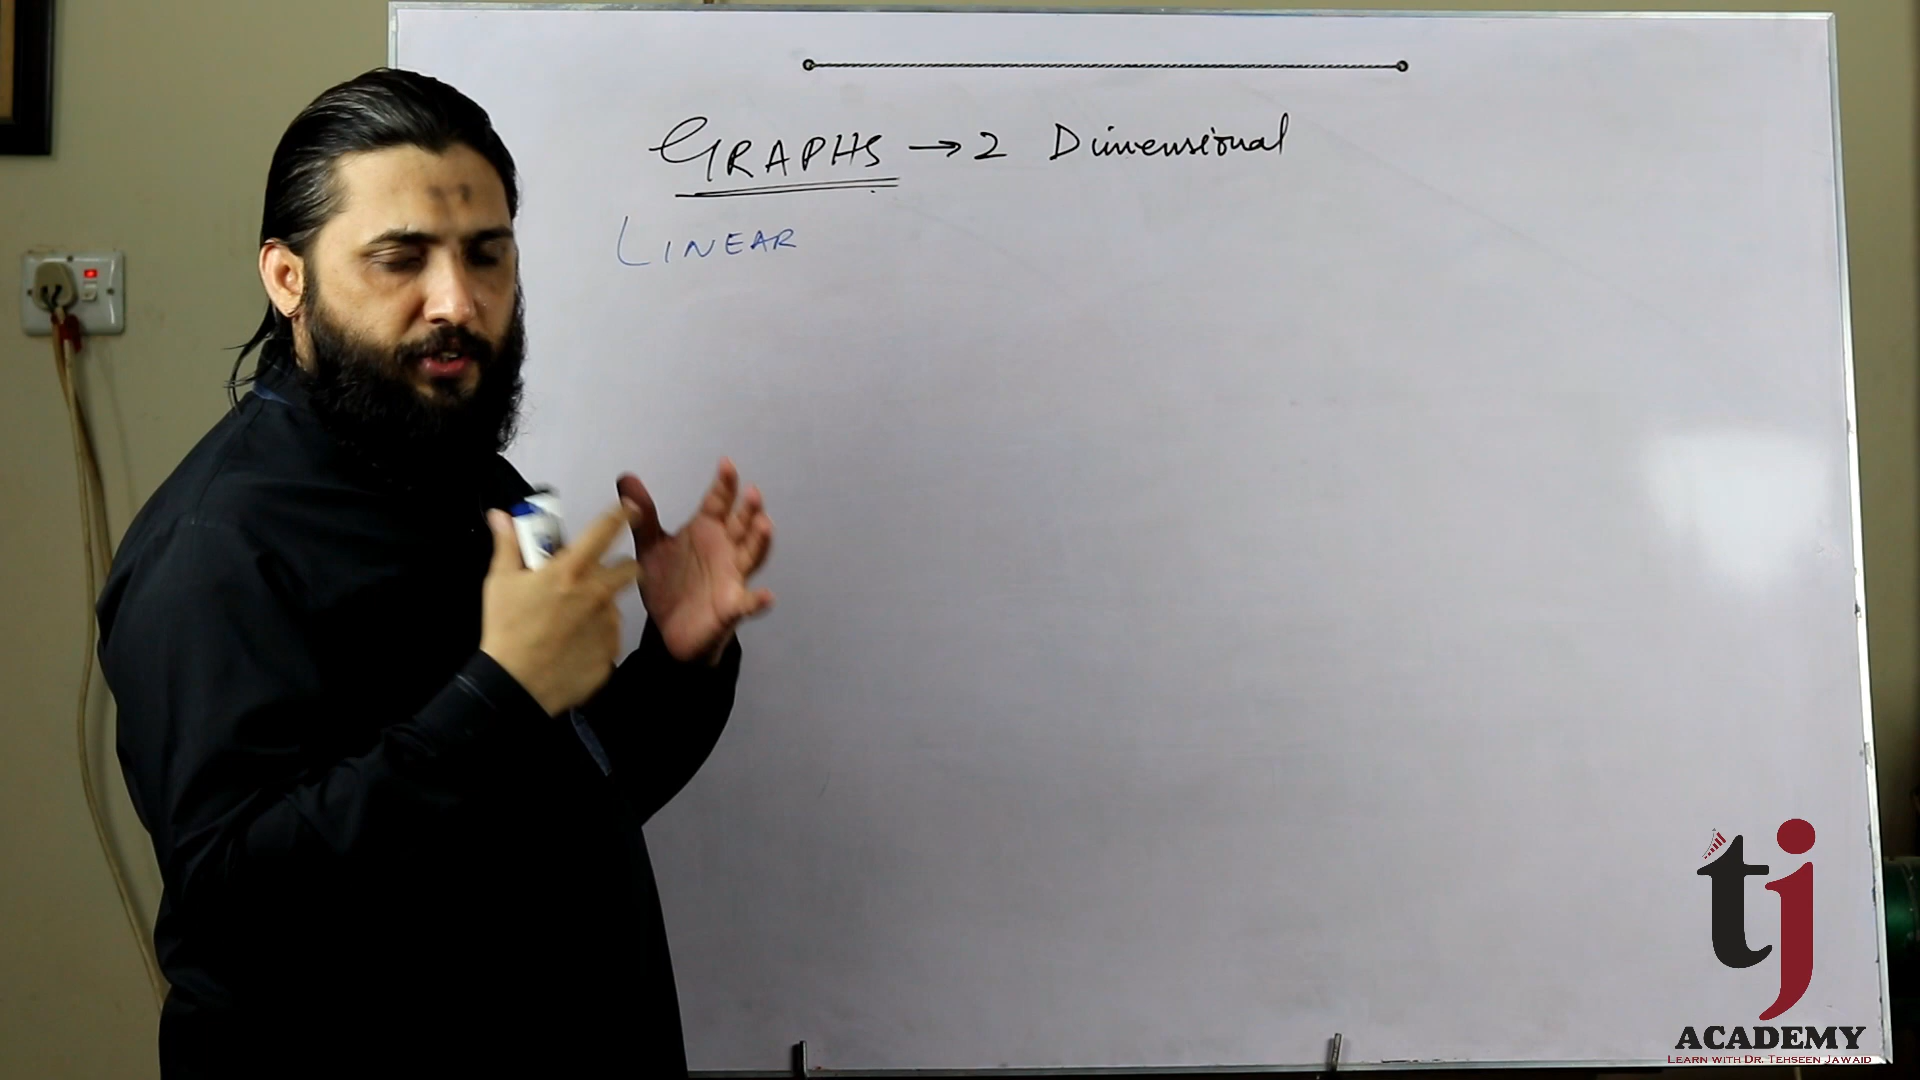 GRAPHS → 2 Dimensional
LINEAR
tj
ACADEMY
LEARN WITH DR. TEHSEEN JAWAID